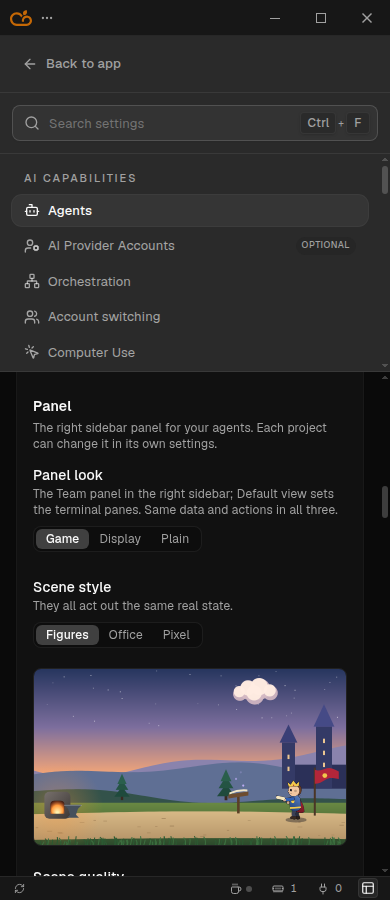 Back to app
Search settings
Ctrl + F
AI CAPABILITIES
Agents
AI Provider Accounts
OPTIONAL
Orchestration
Account switching
Computer Use
Panel
The right sidebar panel for your agents. Each project
can change it in its own settings.
Panel look
The Team panel in the right sidebar; Default view sets
the terminal panes. Same data and actions in all three.
Game Display Plain
Scene style
They all act out the same real state.
Figures Office Pixel
Scene quality
1
0